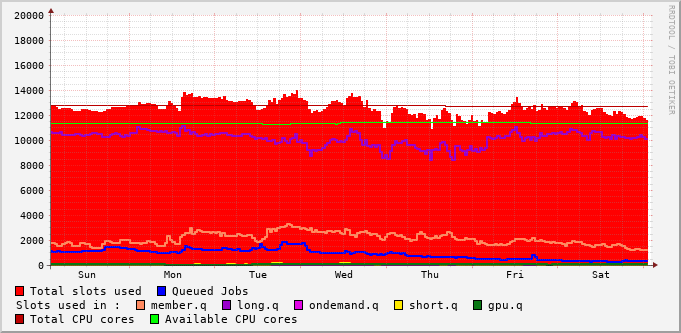 20000
18000
16000
14000
12000
10000
8000
6000
4000
2000
0
Sun Mon Tue Wed Thu Fri Sat
RRDTOOL / TOBI OETIKER
Total slots used Queued Jobs
Slots used in : member.q long.q ondemand.q short.q gpu.q
Total CPU cores Available CPU cores